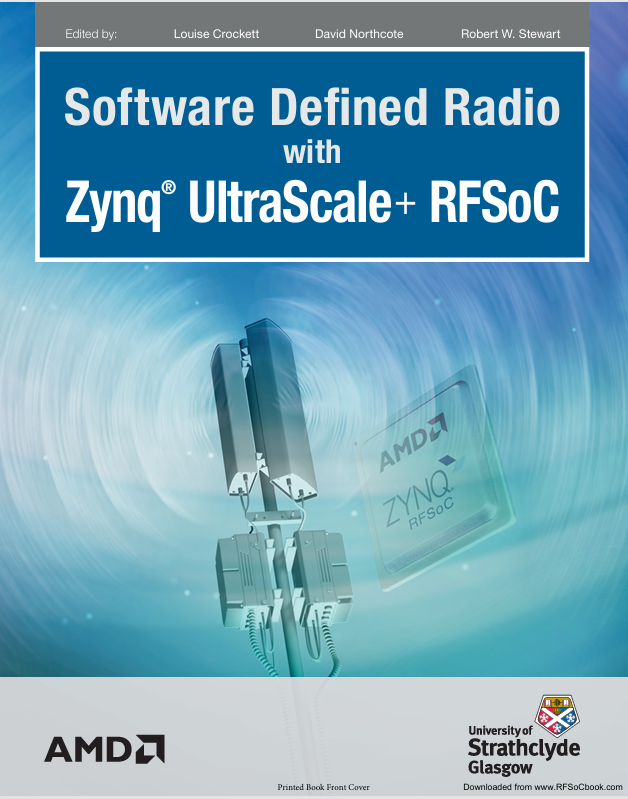 Edited by: Louise Crockett David Northcote Robert W. Stewart
Software Defined Radio
with
Zynq® UltraScale+ RFSoC
AMD
ZYNQ
RFSoC
AMD
University of
Strathclyde
Glasgow
Printed Book Front Cover
Downloaded from www.RFSoCbook.com